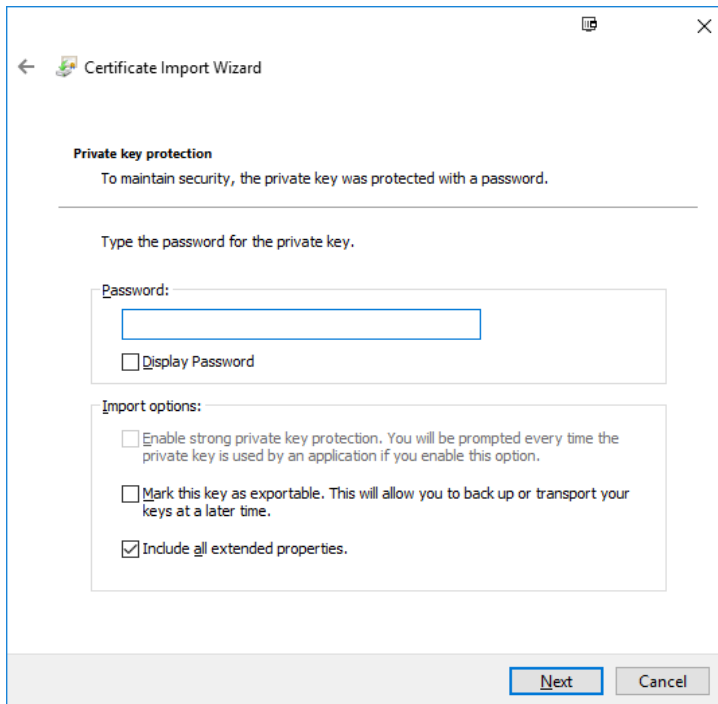 Certificate Import Wizard
Private key protection
To maintain security, the private key was protected with a password.
Type the password for the private key.
Password:
Display Password
Import options:
Enable strong private key protection. You will be prompted every time the
private key is used by an application if you enable this option.
Mark this key as exportable. This will allow you to back up or transport your
keys at a later time.
Include all extended properties.
Next
Cancel